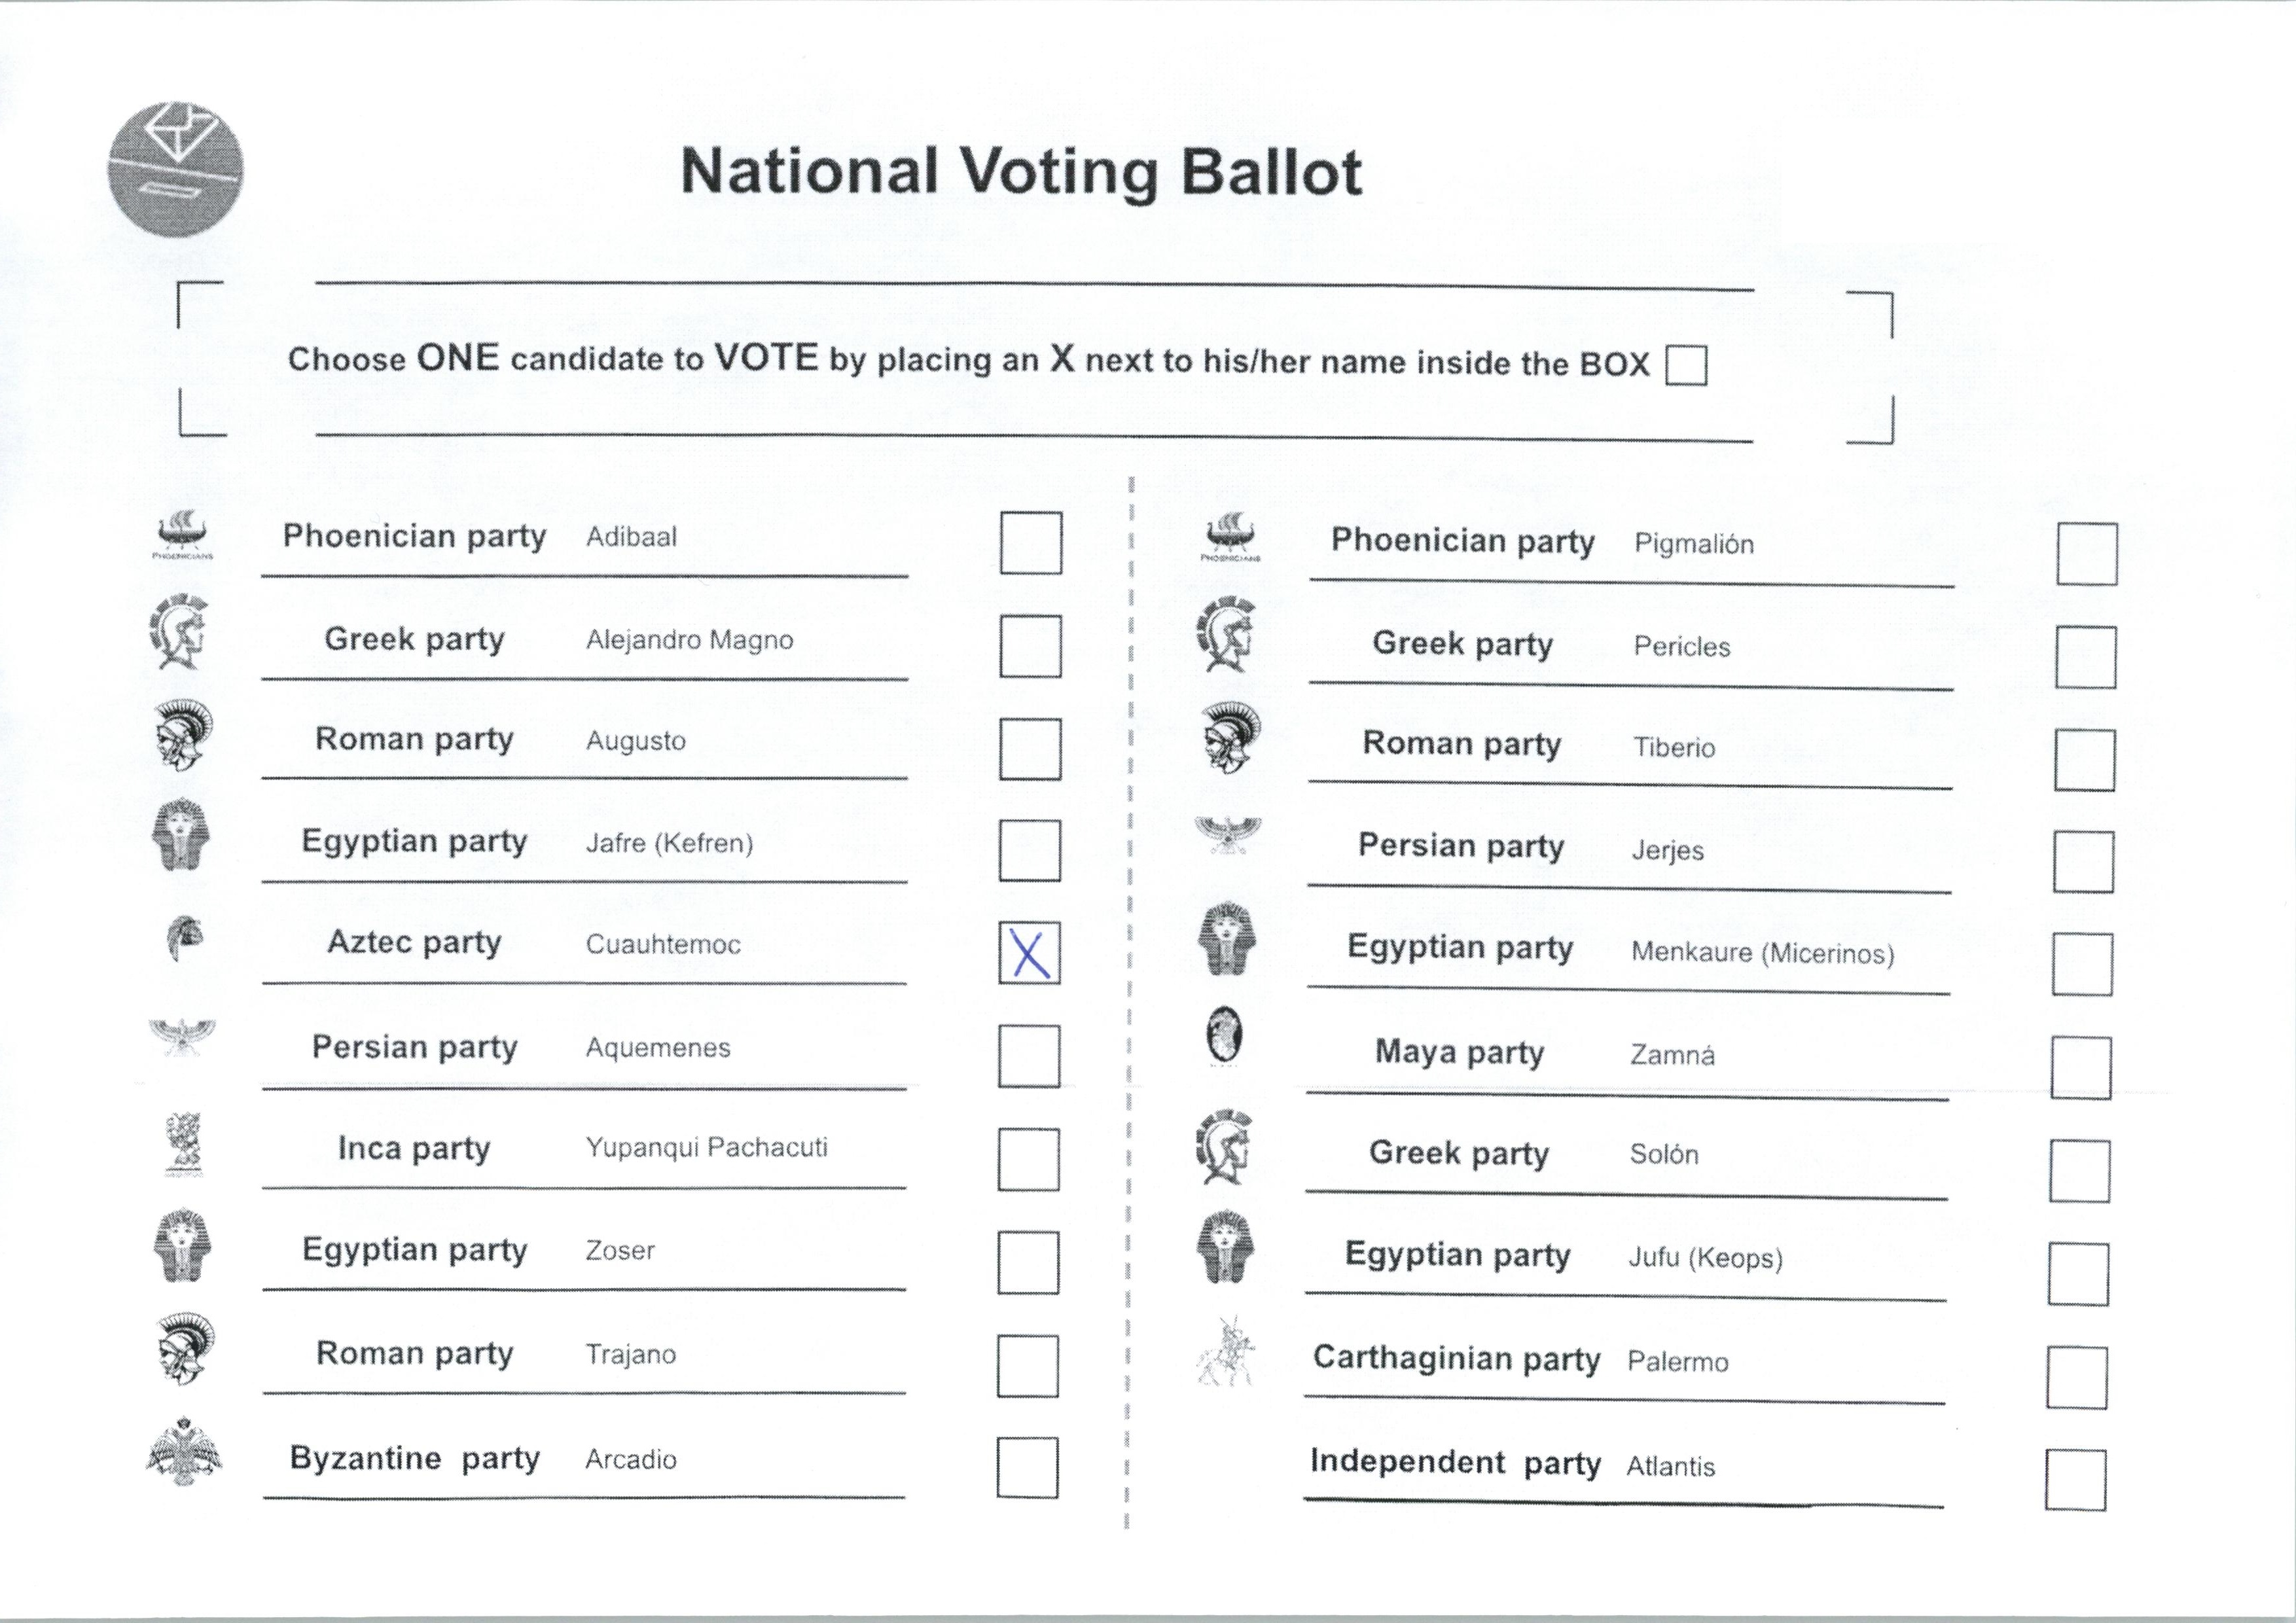 National Voting Ballot
Choose ONE candidate to VOTE by placing an X next to his/her name inside the BOX
Phoenician party Adibaal
PHOENICIANS
Greek party Alejandro Magno
Roman party Augusto
Egyptian party Jafre (Kefren)
Aztec party Cuauhtemoc X
Persian party Aquemenes
Inca party Yupanqui Pachacuti
Egyptian party Zoser
Roman party Trajano
Byzantine party Arcadio
Phoenician party Pigmalión
PHOENICIANS
Greek party Pericles
Roman party Tiberio
Persian party Jerjes
Egyptian party Menkaure (Micerinos)
Maya party Zamná
Greek party Solón
Egyptian party Jufu (Keops)
Carthaginian party Palermo
Independent party Atlantis